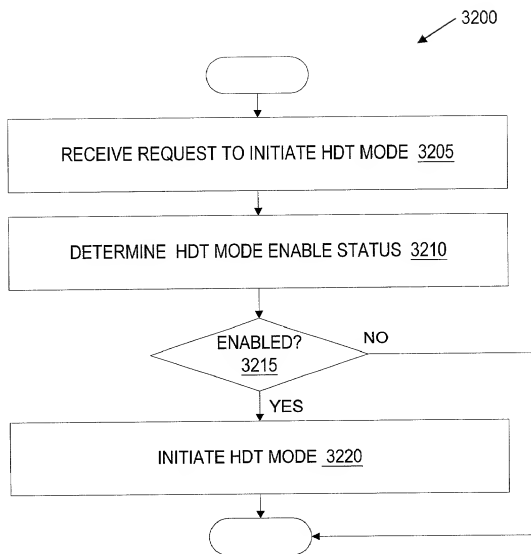 3200
RECEIVE REQUEST TO INITIATE HDT MODE 3205
DETERMINE HDT MODE ENABLE STATUS 3210
ENABLED?
3215
NO
YES
INITIATE HDT MODE 3220